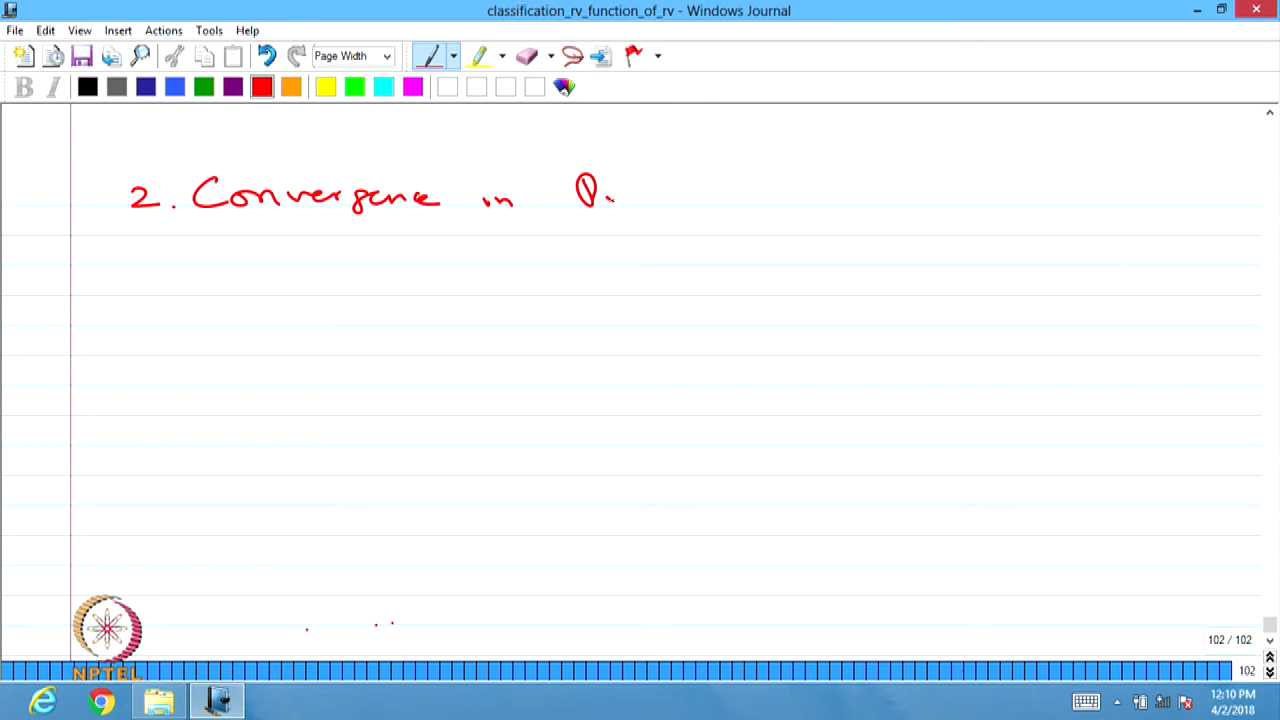 classification_rv_function_of_rv - Windows Journal
File Edit View Insert Actions Tools Help
Page Width
B I
2. Convergence in
102 / 102
NPTEL
102
12:10 PM
4/2/2018